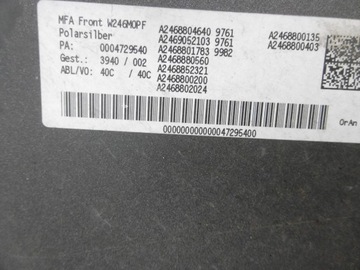 MFA Front W246MOPF
Polarsilber
PA: 0004729540
Gest.: 3940 / 002
ABL/VO: 40C / 40C
A2468804640 9761
A2469052103 9761
A2468801783 9982
A2468880560
A2468852321
A2468800200
A2468802024
A2468800135
A2468800403
000000000000047295400
OrAn